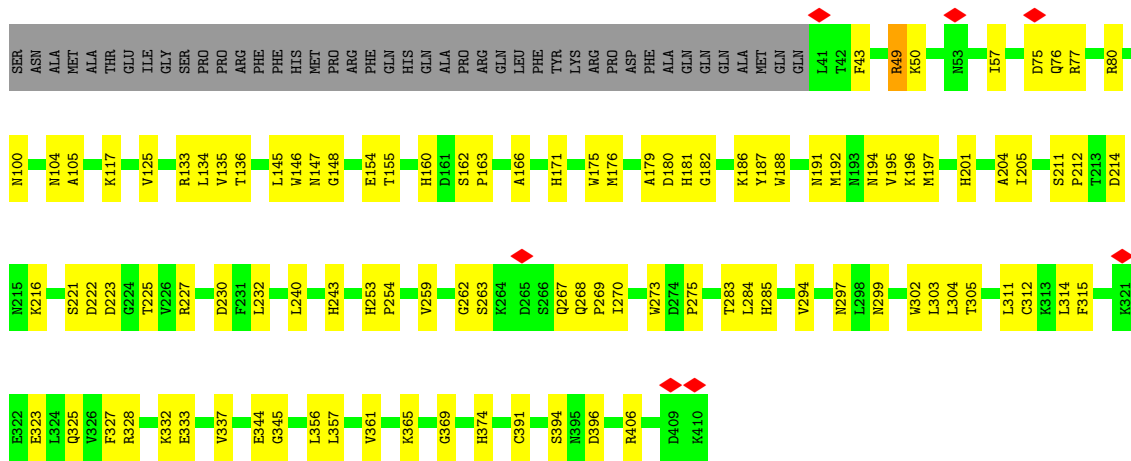 SER ASN ALA MET ALA THR GLU ILE GLY SER PRO PRO ARG PHE PHE HIS MET PRO ARG PHE GLN HIS GLN ALA PRO ARG GLN LEU PHE TYR LYS ARG PRO ASP PHE ALA GLN GLN GLN ALA MET GLN GLN L41 T42 F43 R49 K50 N53 I57 D75 Q76 R77 R80
N100 N104 A105 K117 V125 R133 L134 V135 T136 L145 W146 N147 G148 E154 T155 H160 D161 S162 P163 A166 H171 W175 M176 A179 D180 H181 G182 K186 Y187 W188 N191 M192 N193 N194 V195 K196 M197 H201 A204 I205 S211 P212 T213 D214
N215 K216 S221 D222 D223 G224 T225 V226 R227 D230 F231 L232 L240 H243 H253 P254 V259 G262 S263 K264 D265 S266 Q267 Q268 P269 I270 W273 D274 P275 T283 L284 H285 V294 N297 L298 N299 W302 L303 L304 T305 L311 C312 K313 L314 F315 K321
E322 E323 L324 Q325 V326 F327 R328 K332 E333 V337 E344 G345 L356 L357 V361 K365 G369 H374 C391 S394 N395 D396 R406 D409 K410